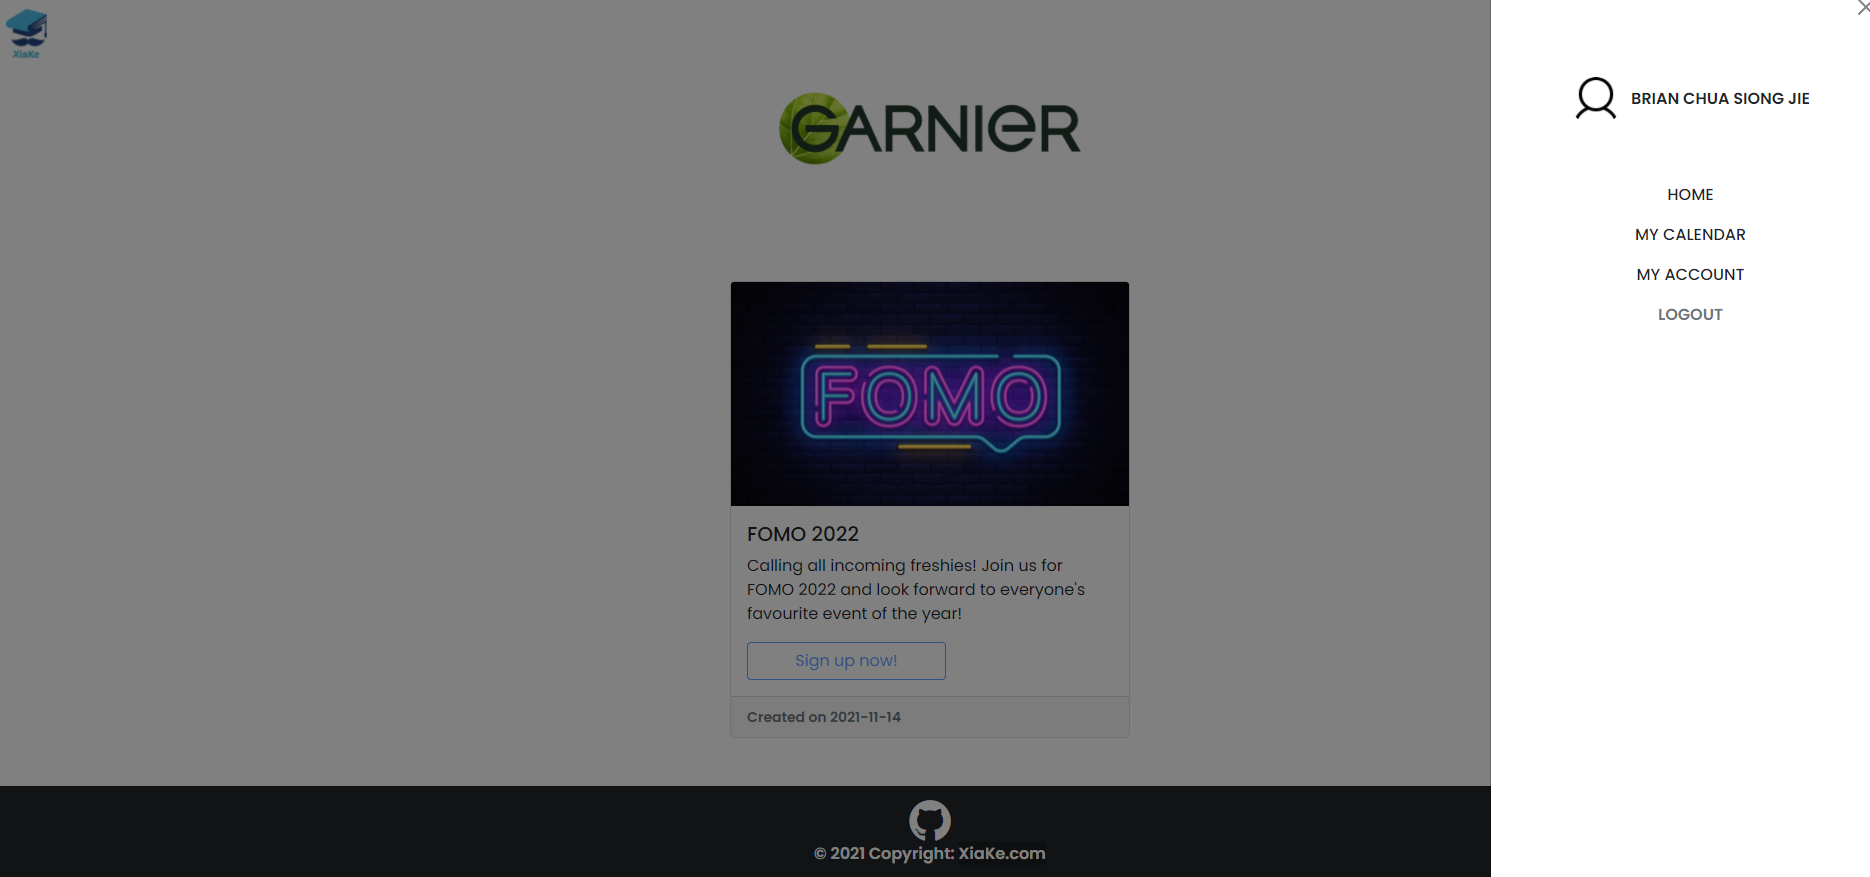 XiaKe
GARNIER
FOMO
FOMO 2022
Calling all incoming freshies! Join us for
FOMO 2022 and look forward to everyone's
favourite event of the year!
Sign up now!
Created on 2021-11-14
© 2021 Copyright: XiaKe.com
BRIAN CHUA SIONG JIE
HOME
MY CALENDAR
MY ACCOUNT
LOGOUT